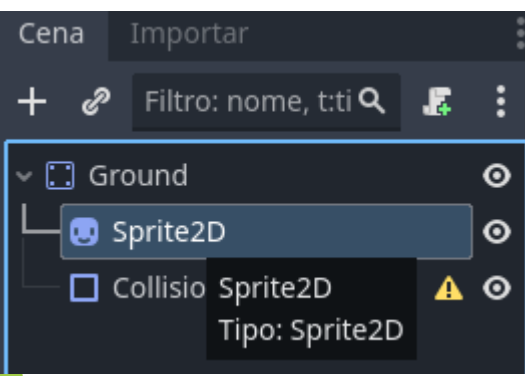 Cena Importar
Filtro: nome, t:ti
Ground
Sprite2D
Collisio
Sprite2D
Tipo: Sprite2D